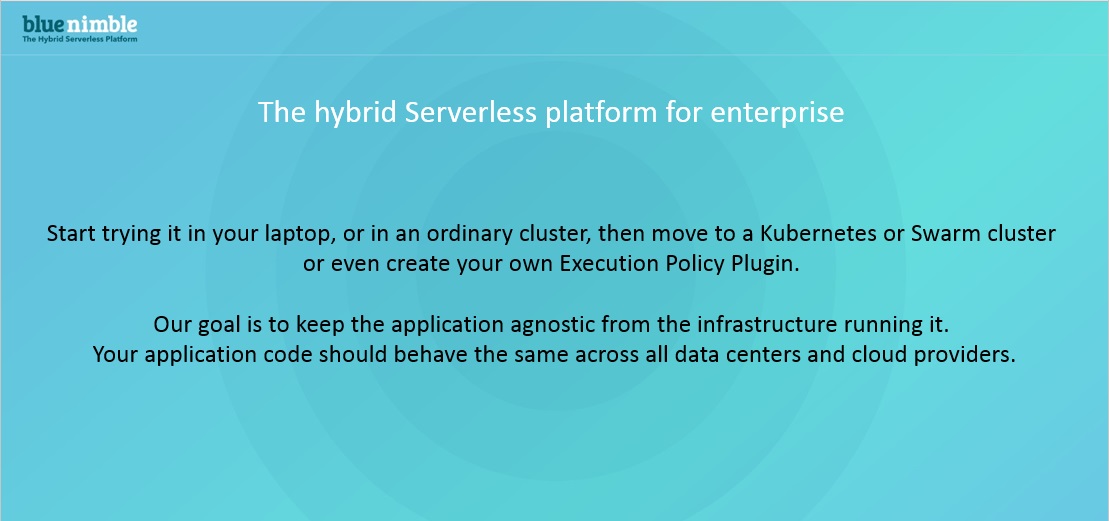 bluenimble
The Hybrid Serverless Platform
The hybrid Serverless platform for enterprise
Start trying it in your laptop, or in an ordinary cluster, then move to a Kubernetes or Swarm cluster
or even create your own Execution Policy Plugin.
Our goal is to keep the application agnostic from the infrastructure running it.
Your application code should behave the same across all data centers and cloud providers.